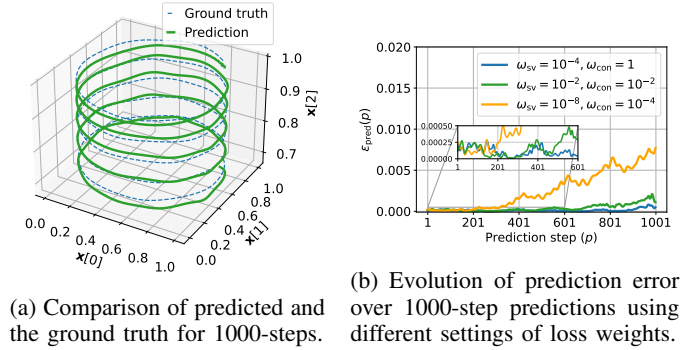 Ground truth
Prediction
1.0
0.9
0.8
0.7
x[2]
0.0
0.2
0.4
0.6
0.8
1.0
x[0]
0.0
0.2
0.4
0.6
0.8
1.0
x[1]
(a) Comparison of predicted and
the ground truth for 1000-steps.
0.020
0.015
0.010
0.005
0.000
ε_pred(p)
ω_sv = 10⁻⁴, ω_con = 1
ω_sv = 10⁻², ω_con = 10⁻²
ω_sv = 10⁻⁸, ω_con = 10⁻⁴
0.00050
0.00025
0.00000
1 201 401 601
1 201 401 601 801 1001
Prediction step (p)
(b) Evolution of prediction error
over 1000-step predictions using
different settings of loss weights.